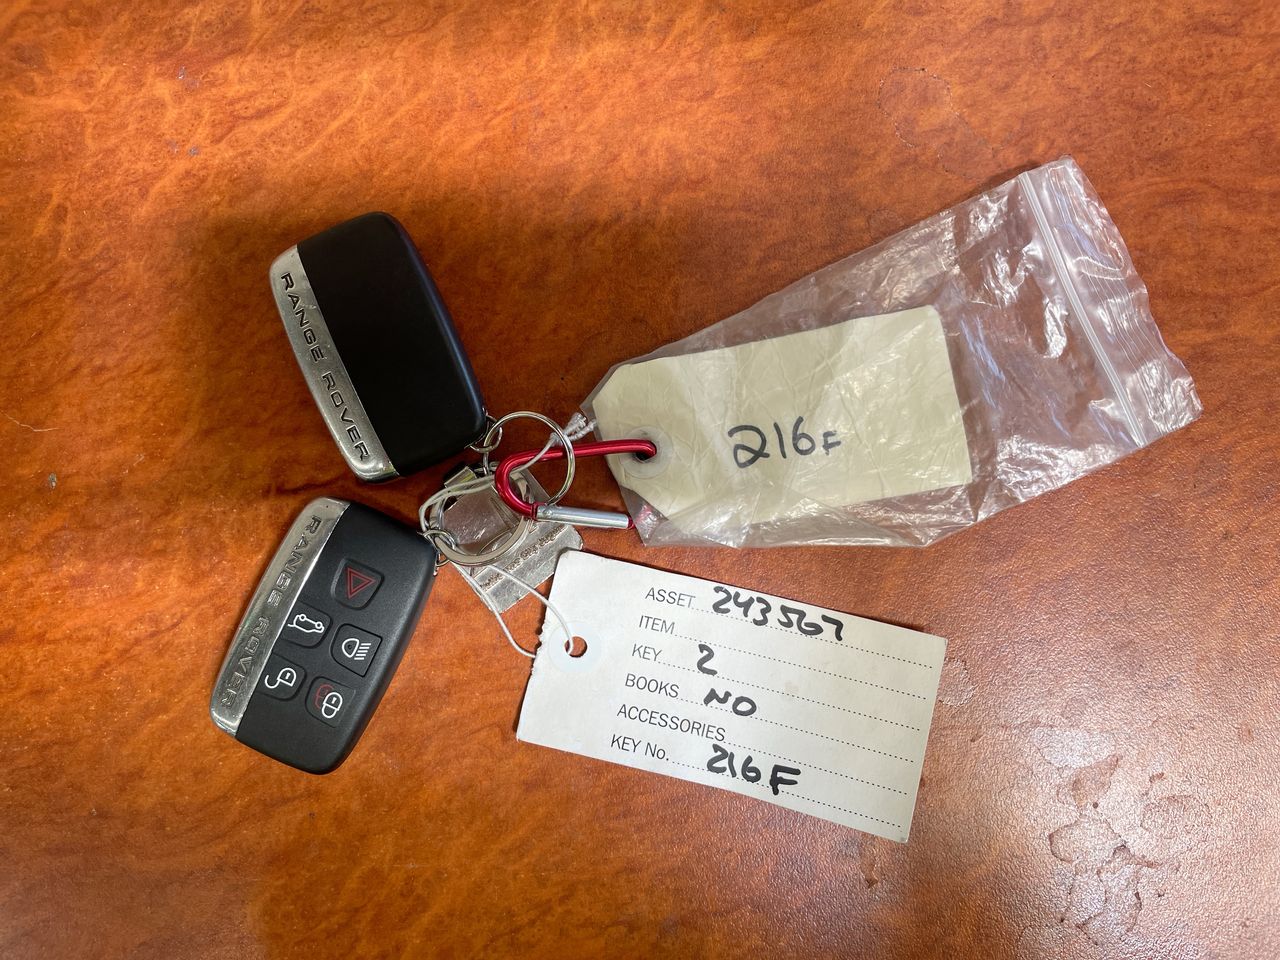 RANGE ROVER
RANGE ROVER
216F
ASSET 243567
ITEM
KEY 2
BOOKS NO
ACCESSORIES
KEY No. 216F